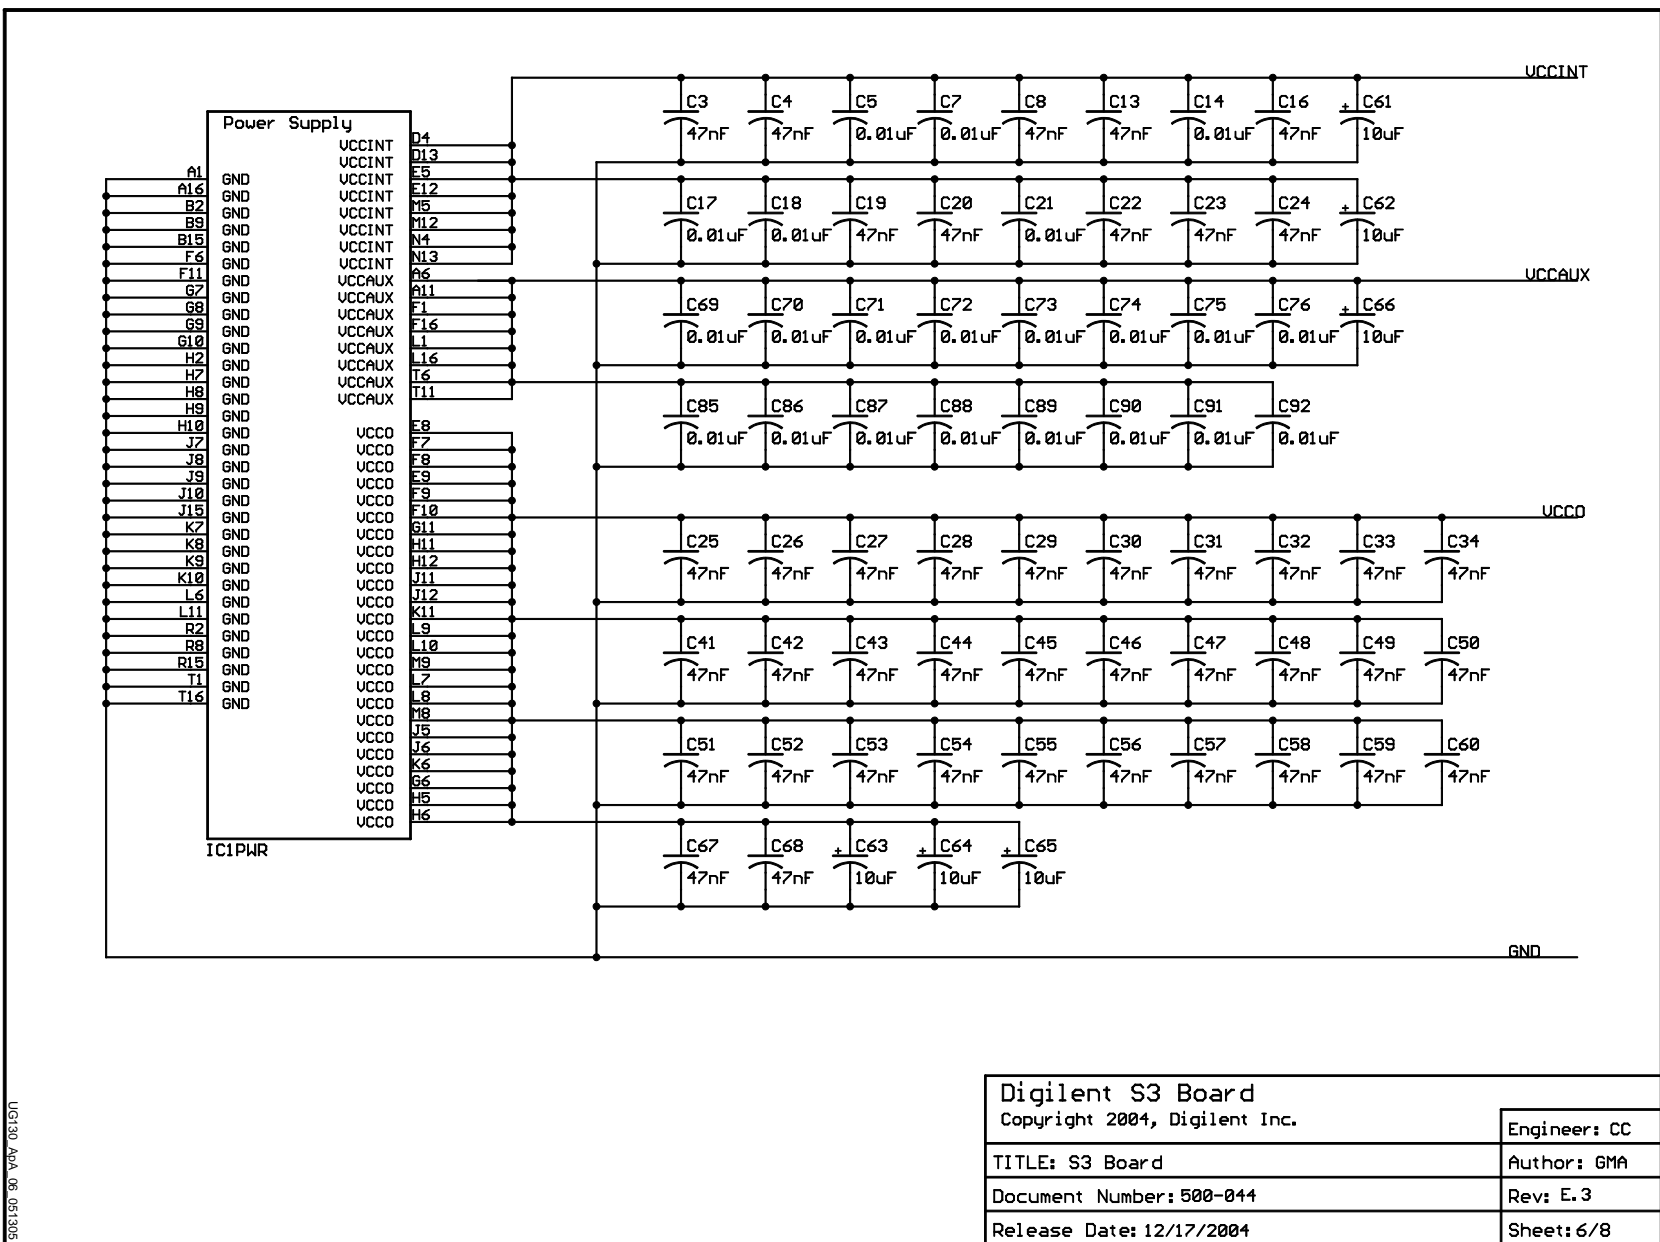 VCCINT
C3 C4 C5 C7 C8 C13 C14 C16 + C61
47nF 47nF 0.01uF 0.01uF 47nF 47nF 0.01uF 47nF 10uF
C17 C18 C19 C20 C21 C22 C23 C24 + C62
0.01uF 0.01uF 47nF 47nF 0.01uF 47nF 47nF 47nF 10uF
VCCAUX
C69 C70 C71 C72 C73 C74 C75 C76 + C66
0.01uF 0.01uF 0.01uF 0.01uF 0.01uF 0.01uF 0.01uF 0.01uF 10uF
C85 C86 C87 C88 C89 C90 C91 C92
0.01uF 0.01uF 0.01uF 0.01uF 0.01uF 0.01uF 0.01uF 0.01uF
VCCO
C25 C26 C27 C28 C29 C30 C31 C32 C33 C34
47nF 47nF 47nF 47nF 47nF 47nF 47nF 47nF 47nF 47nF
C41 C42 C43 C44 C45 C46 C47 C48 C49 C50
47nF 47nF 47nF 47nF 47nF 47nF 47nF 47nF 47nF 47nF
C51 C52 C53 C54 C55 C56 C57 C58 C59 C60
47nF 47nF 47nF 47nF 47nF 47nF 47nF 47nF 47nF 47nF
C67 C68 + C63 + C64 + C65
47nF 47nF 10uF 10uF 10uF
GND
Power Supply
VCCINT D4
VCCINT D13
A1 GND VCCINT E5
A16 GND VCCINT E12
B2 GND VCCINT M5
B9 GND VCCINT M12
B15 GND VCCINT N4
F6 GND VCCINT N13
F11 GND VCCAUX A6
G7 GND VCCAUX A11
G8 GND VCCAUX F1
G9 GND VCCAUX F16
G10 GND VCCAUX L1
H2 GND VCCAUX L16
H7 GND VCCAUX T6
H8 GND VCCAUX T11
H9 GND
H10 GND VCCO E8
J7 GND VCCO F7
J8 GND VCCO F8
J9 GND VCCO E9
J10 GND VCCO F9
J15 GND VCCO F10
K7 GND VCCO G11
K8 GND VCCO H11
K9 GND VCCO H12
K10 GND VCCO J11
L6 GND VCCO J12
L11 GND VCCO K11
R2 GND VCCO L9
R8 GND VCCO L10
R15 GND VCCO M9
T1 GND VCCO L7
T16 GND VCCO L8
VCCO M8
VCCO J5
VCCO J6
VCCO K6
VCCO G6
VCCO H5
VCCO H6
IC1PWR
Digilent S3 Board
Copyright 2004, Digilent Inc.
Engineer: CC
TITLE: S3 Board
Author: GMA
Document Number: 500-044
Rev: E.3
Release Date: 12/17/2004
Sheet: 6/8
UG130_ApA_06_051305